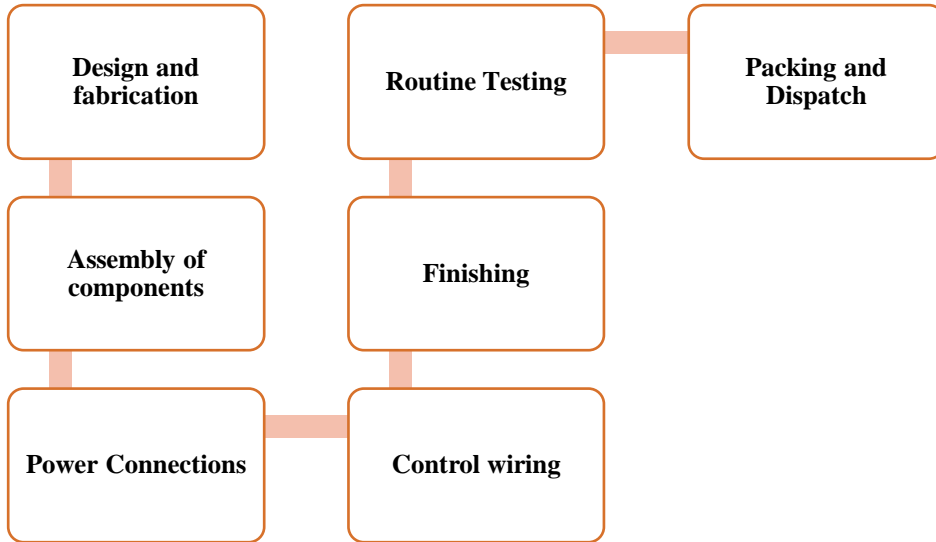 Design and
fabrication
Assembly of
components
Power Connections
Control wiring
Finishing
Routine Testing
Packing and
Dispatch